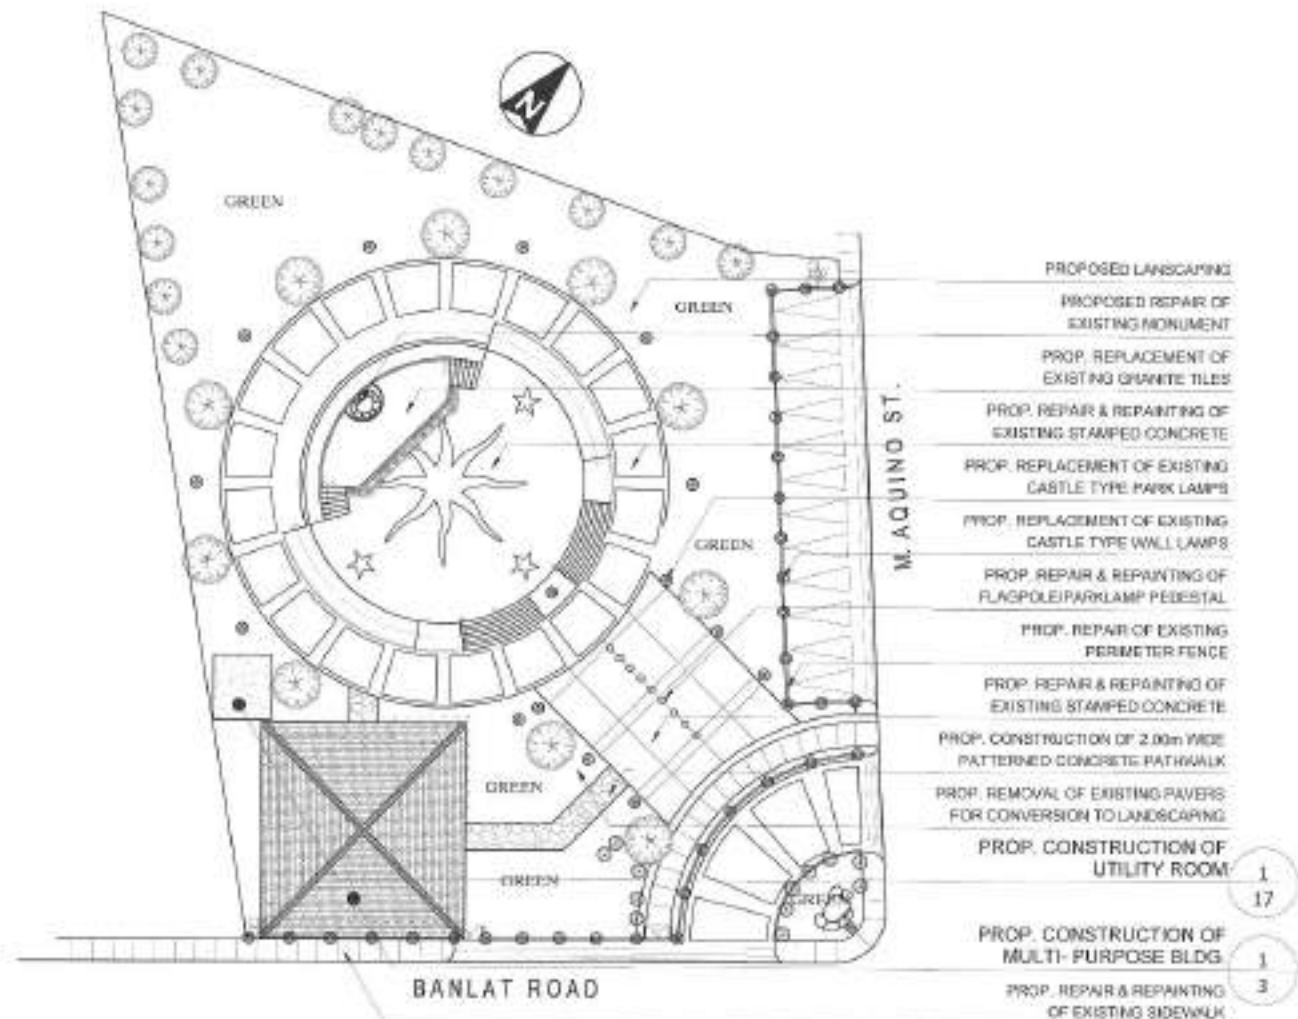 N
GREEN
GREEN
GREEN
GREEN
GREEN
GREEN
M. AQUINO ST.
BANLAT ROAD
PROPOSED LANSCAPING
PROPOSED REPAIR OF
EXISTING MONUMENT
PROP. REPLACEMENT OF
EXISTING GRANITE TILES
PROP. REPAIR & REPAINTING OF
EXISTING STAMPED CONCRETE
PROP. REPLACEMENT OF EXISTING
CASTLE TYPE PARK LAMPS
PROP. REPLACEMENT OF EXISTING
CASTLE TYPE WALL LAMPS
PROP. REPAIR & REPAINTING OF
FLAGPOLE/PARKLAMP PEDESTAL
PROP. REPAIR OF EXISTING
PERIMETER FENCE
PROP. REPAIR & REPAINTING OF
EXISTING STAMPED CONCRETE
PROP. CONSTRUCTION OF 2.00m WIDE
PATTERNED CONCRETE PATHWALK
PROP. REMOVAL OF EXISTING PAVERS
FOR CONVERSION TO LANDSCAPING
PROP. CONSTRUCTION OF
UTILITY ROOM
1
17
PROP. CONSTRUCTION OF
MULTI- PURPOSE BLDG
1
3
PROP. REPAIR & REPAINTING
OF EXISTING SIDEWALK